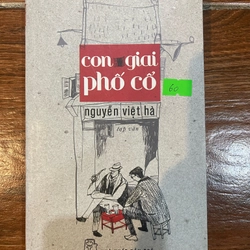 con giai
phố cổ
60
nguyễn việt hà
tạp văn